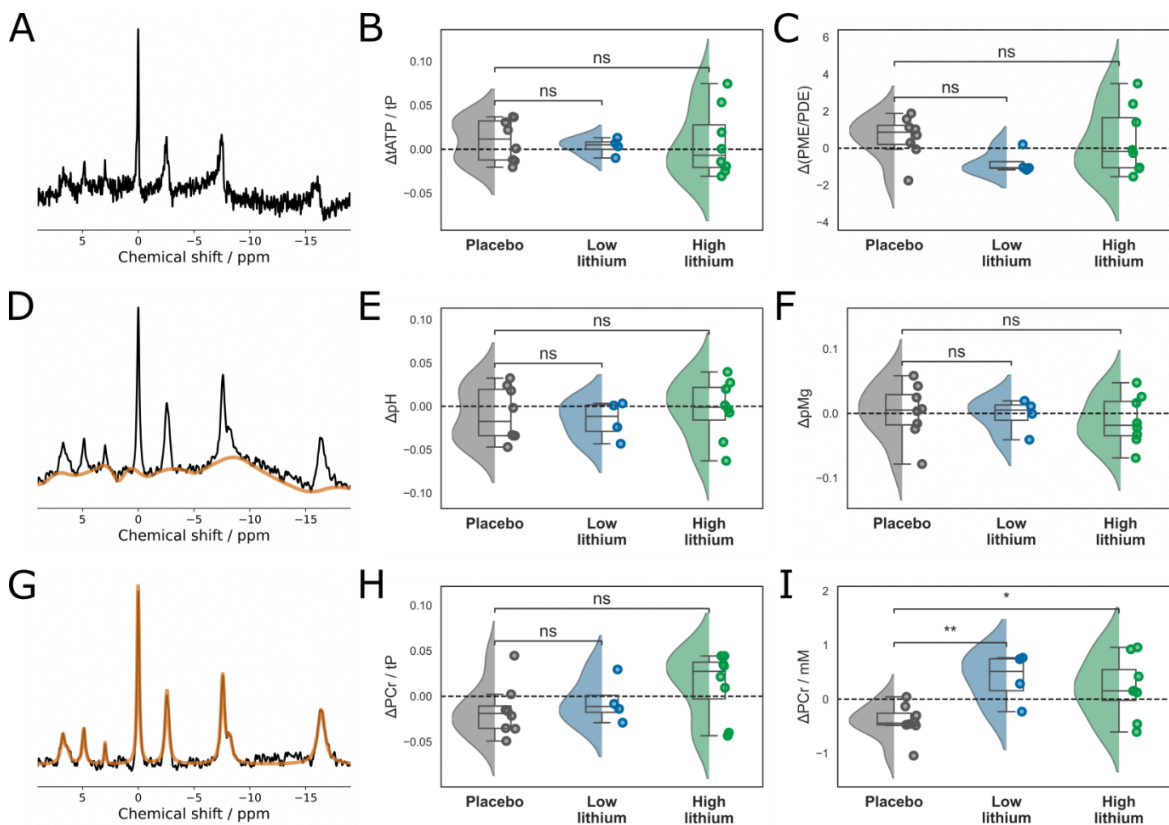 A
5 0 −5 −10 −15
Chemical shift / ppm
B
ΔtATP / tP
0.10
0.05
0.00
−0.05
ns
ns
Placebo Low lithium High lithium
C
Δ(PME/PDE)
6
4
2
0
−2
−4
ns
ns
Placebo Low lithium High lithium
D
5 0 −5 −10 −15
Chemical shift / ppm
E
ΔpH
0.10
0.05
0.00
−0.05
−0.10
ns
ns
Placebo Low lithium High lithium
F
ΔpMg
0.1
0.0
−0.1
ns
ns
Placebo Low lithium High lithium
G
5 0 −5 −10 −15
Chemical shift / ppm
H
ΔPCr / tP
0.10
0.05
0.00
−0.05
ns
ns
Placebo Low lithium High lithium
I
ΔPCr / mM
2
1
0
−1
*
**
Placebo Low lithium High lithium